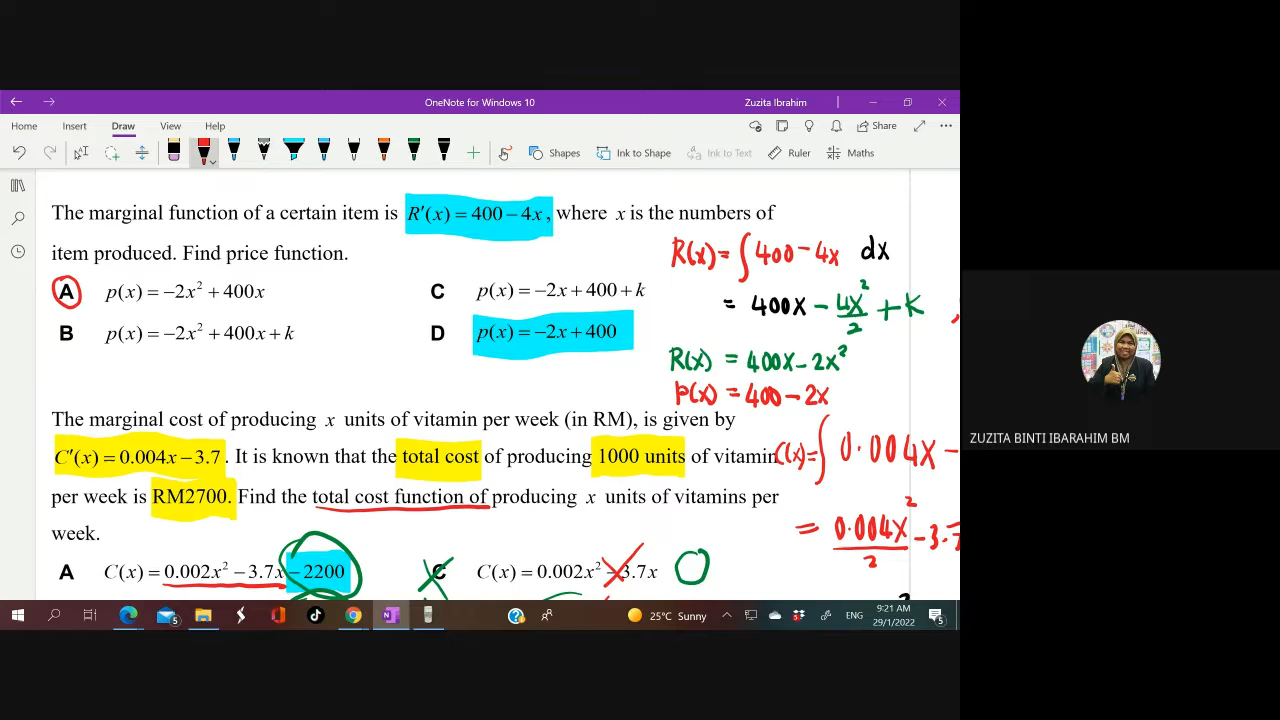 OneNote for Windows 10
Zuzita Ibrahim
Home Insert Draw View Help
Share
Shapes Ink to Shape Ink to Text Ruler Maths
The marginal function of a certain item is R′(x) = 400 − 4x, where x is the numbers of
item produced. Find price function.
A p(x) = −2x² + 400x
C p(x) = −2x + 400 + k
B p(x) = −2x² + 400x + k
D p(x) = −2x + 400
R(x) = ∫ 400 − 4x dx
= 400x − 4x²/2 + k
R(x) = 400x − 2x²
p(x) = 400 − 2x
The marginal cost of producing x units of vitamin per week (in RM), is given by
C′(x) = 0.004x − 3.7. It is known that the total cost of producing 1000 units of vitamin
per week is RM2700. Find the total cost function of producing x units of vitamins per
week.
C(x) = ∫ 0.004x −
= 0.004x²/2 − 3.7
A C(x) = 0.002x² − 3.7x − 2200
C C(x) = 0.002x² − 3.7x
ZUZITA BINTI IBARAHIM BM
5
25°C Sunny
ENG
9:21 AM
29/1/2022
5